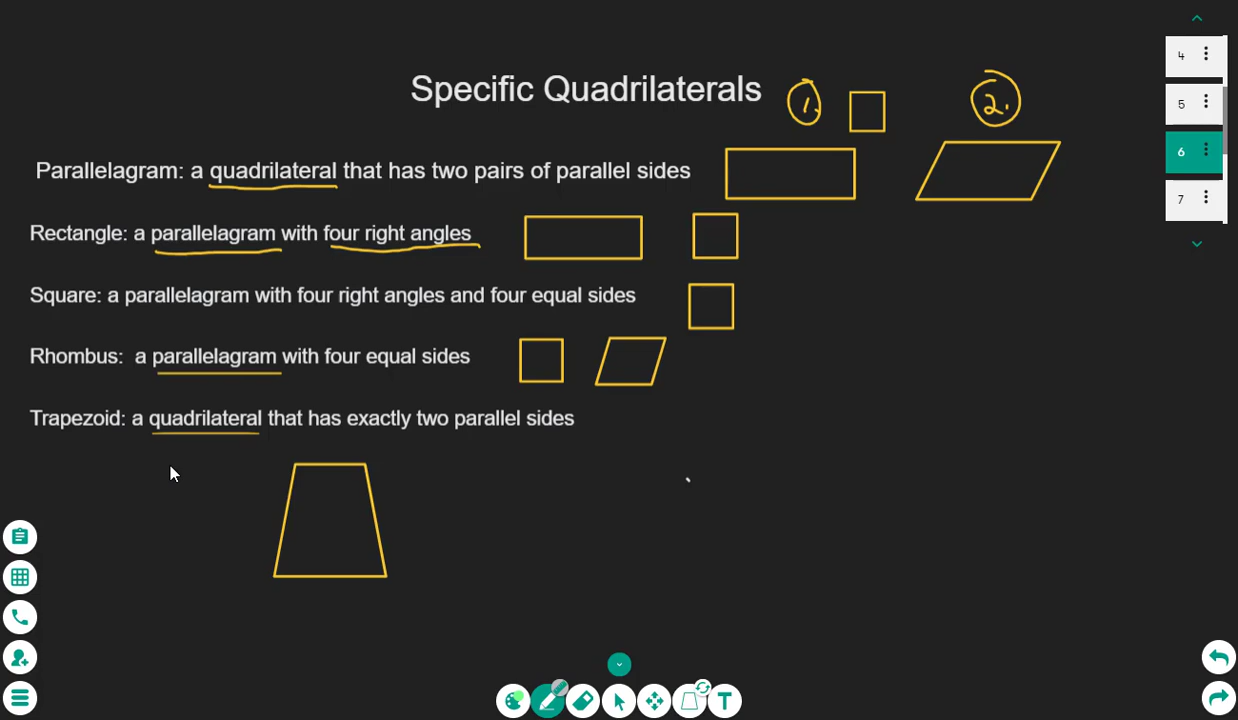 Specific Quadrilaterals
1.
2.
Parallelagram: a quadrilateral that has two pairs of parallel sides
Rectangle: a parallelagram with four right angles
Square: a parallelagram with four right angles and four equal sides
Rhombus: a parallelagram with four equal sides
Trapezoid: a quadrilateral that has exactly two parallel sides
4
5
6
7
T